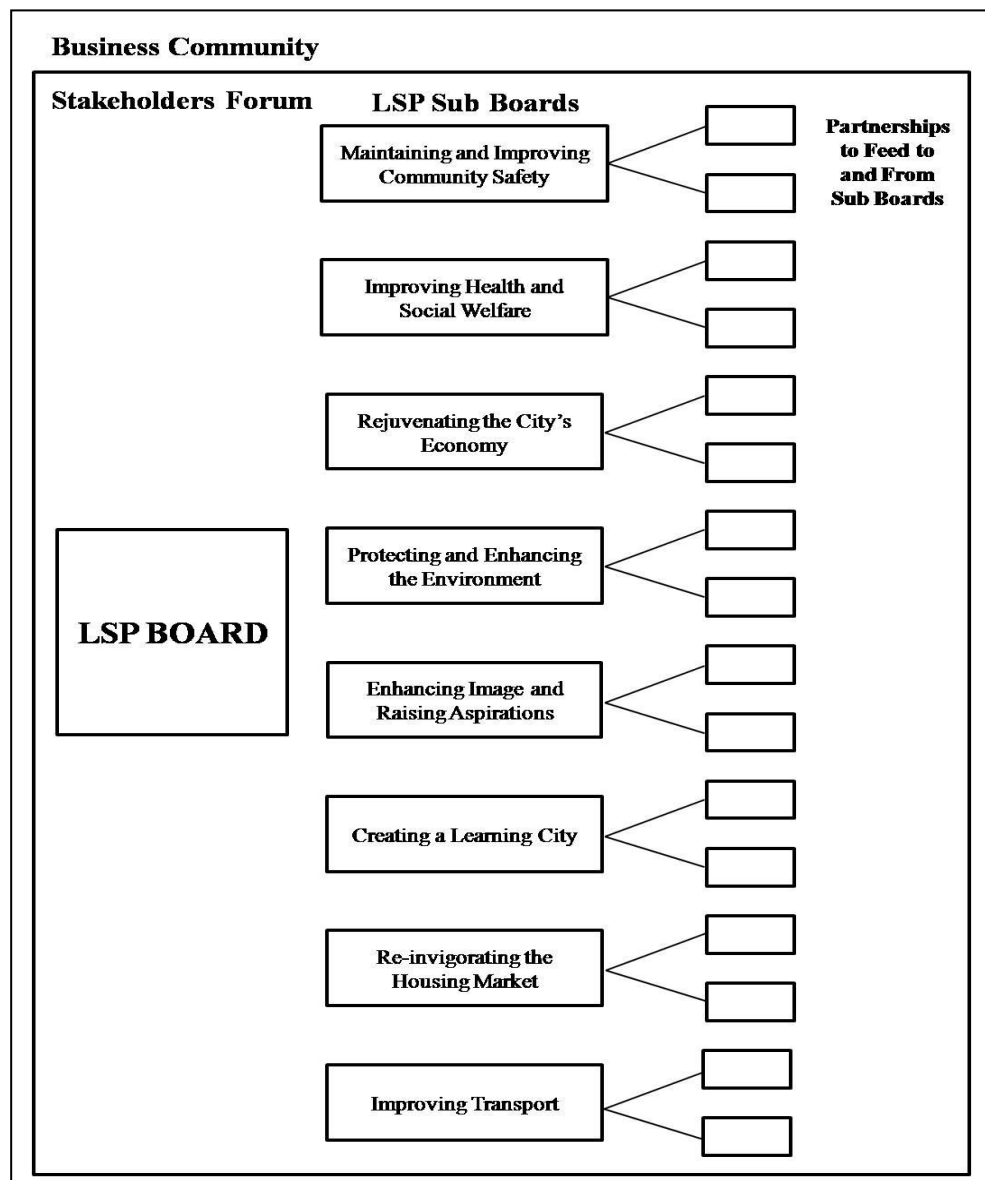 Business Community
Stakeholders Forum
LSP Sub Boards
Partnerships
to Feed to
and From
Sub Boards
Maintaining and Improving
Community Safety
Improving Health and
Social Welfare
Rejuvenating the City’s
Economy
Protecting and Enhancing
the Environment
LSP BOARD
Enhancing Image and
Raising Aspirations
Creating a Learning City
Re-invigorating the
Housing Market
Improving Transport